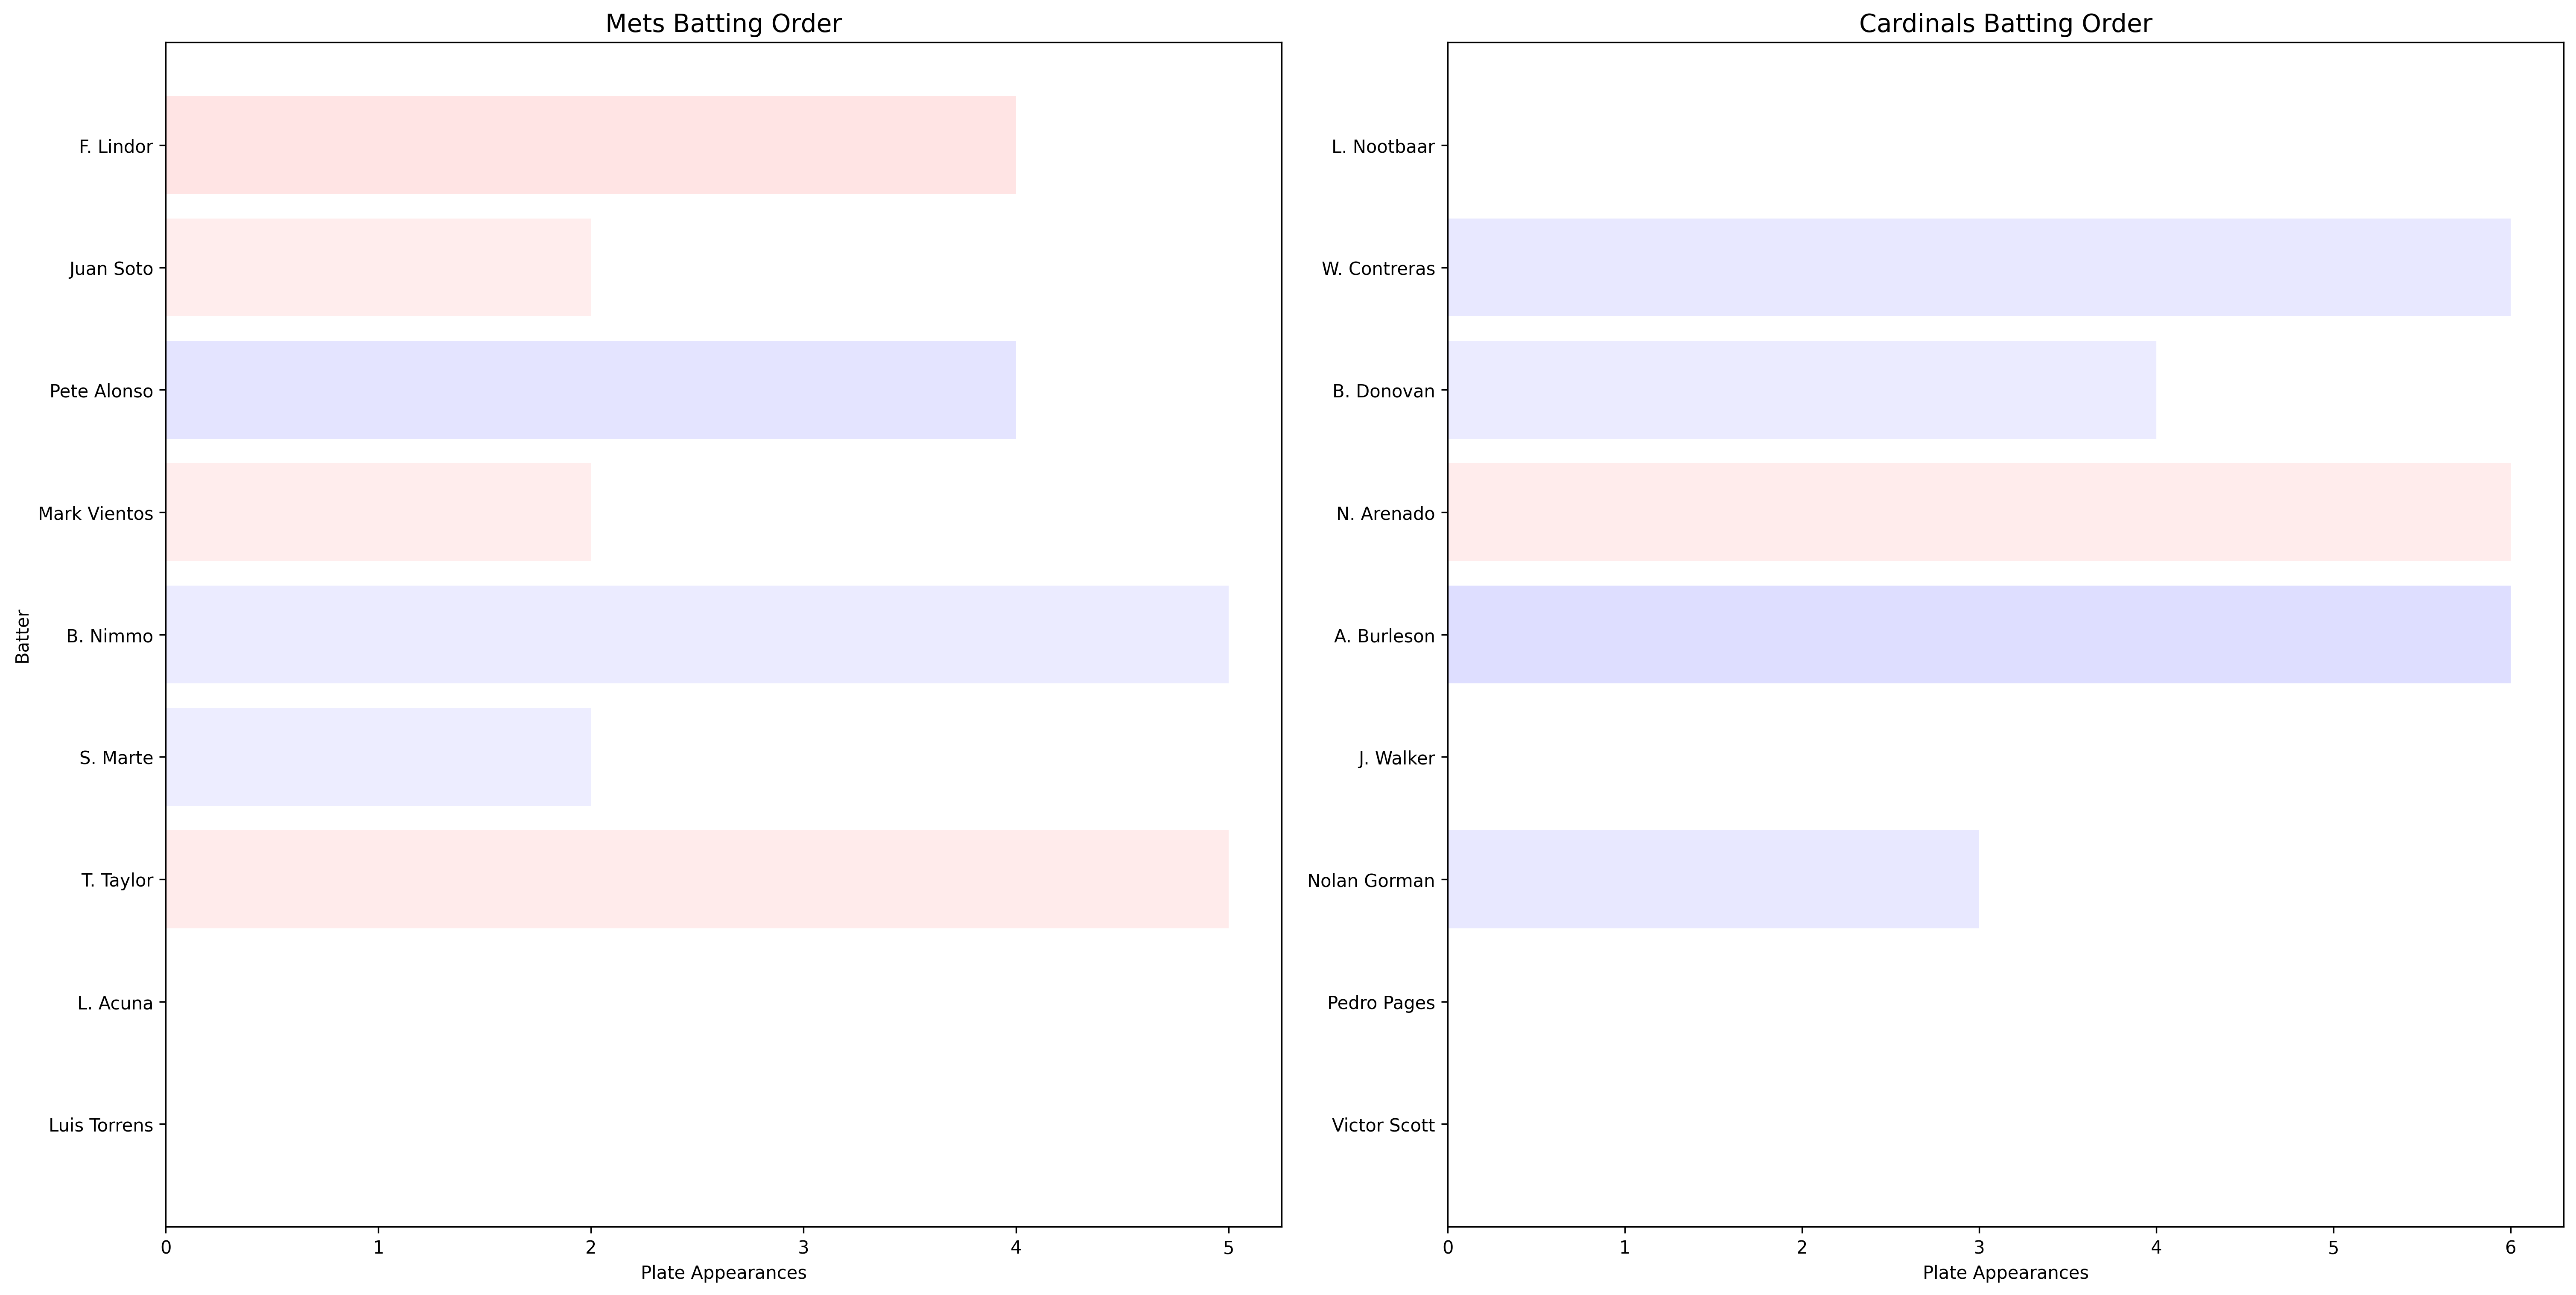 Mets Batting Order
Batter
F. Lindor
Juan Soto
Pete Alonso
Mark Vientos
B. Nimmo
S. Marte
T. Taylor
L. Acuna
Luis Torrens
0 1 2 3 4 5
Plate Appearances
Cardinals Batting Order
L. Nootbaar
W. Contreras
B. Donovan
N. Arenado
A. Burleson
J. Walker
Nolan Gorman
Pedro Pages
Victor Scott
0 1 2 3 4 5 6
Plate Appearances